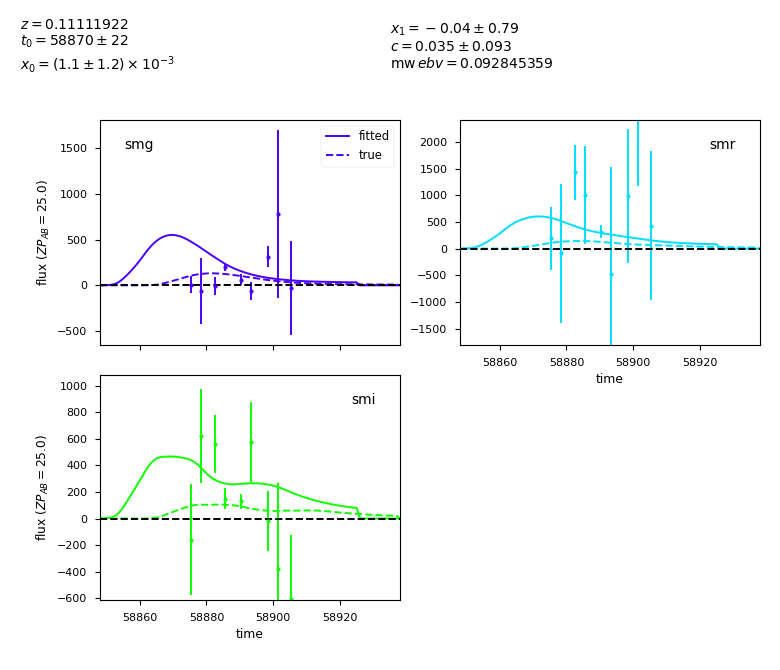 z = 0.11111922
t₀ = 58870 ± 22
x₀ = (1.1 ± 1.2) × 10⁻³
x₁ = −0.04 ± 0.79
c = 0.035 ± 0.093
mw ebv = 0.092845359
smg
fitted
true
1500
1000
500
0
−500
flux (ZP_AB = 25.0)
smr
2000
1500
1000
500
0
−500
−1000
−1500
58860 58880 58900 58920
time
smi
1000
800
600
400
200
0
−200
−400
−600
flux (ZP_AB = 25.0)
58860 58880 58900 58920
time